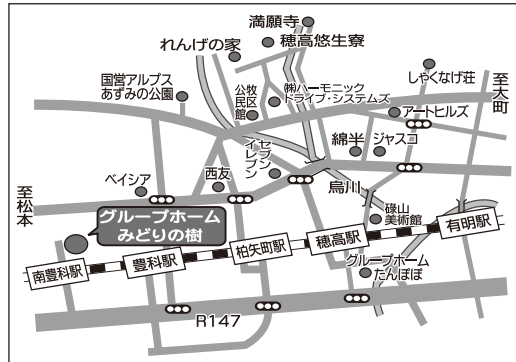 満願寺
れんげの家
穂高悠生寮
しゃくなげ荘
至大町
国営アルプス
あずみの公園
公民館
牧区
㈱ハーモニック
ドライブ・システムズ
アートヒルズ
綿半
ジャスコ
セブン
イレブン
西友
ベイシア
烏川
至松本
碌山
美術館
グループホーム
みどりの樹
有明駅
穂高駅
柏矢町駅
豊科駅
南豊科駅
グループホーム
たんぽぽ
R147